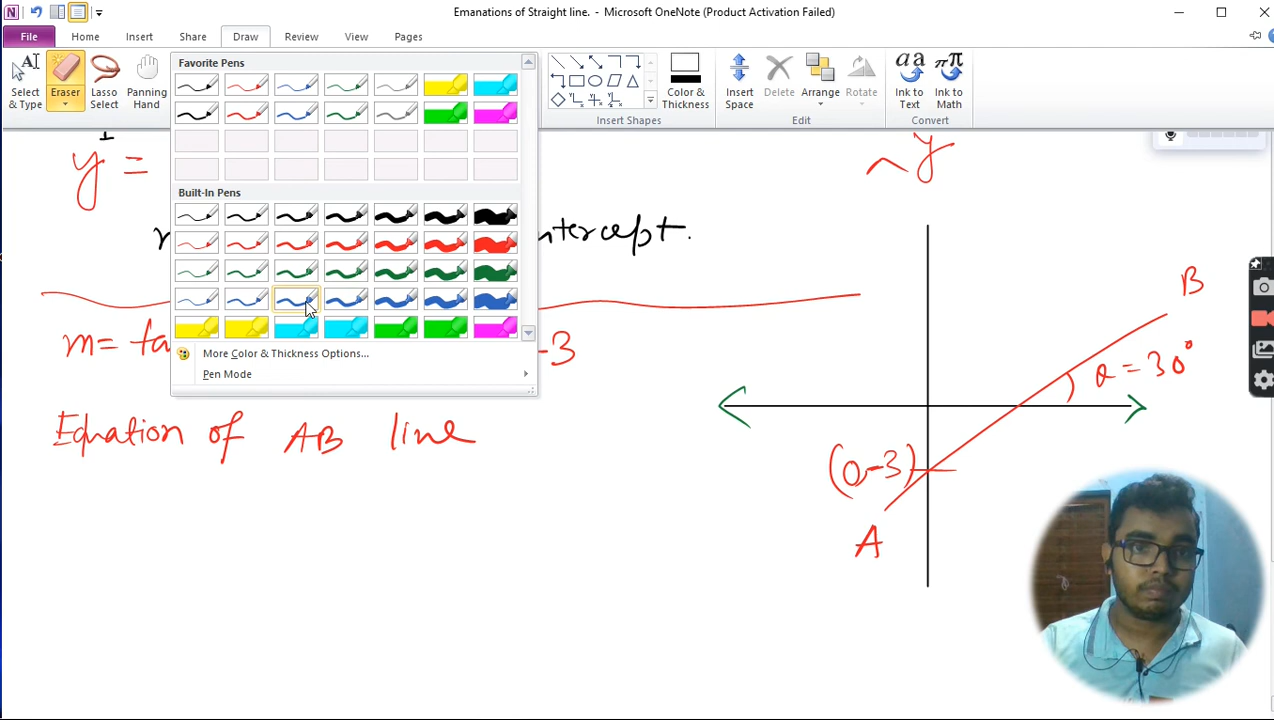 Emanations of Straight line. - Microsoft OneNote (Product Activation Failed)
File Home Insert Share Draw Review View Pages
Select & Type
Eraser
Lasso Select
Panning Hand
Favorite Pens
Built-In Pens
More Color & Thickness Options...
Pen Mode
Color & Thickness
Insert Shapes
Insert Space
Delete
Arrange
Rotate
Edit
Ink to Text
Ink to Math
Convert
y =
~y
ntercept.
m= ta
-3
Equation of AB line
B
= 30°
(0-3)
A